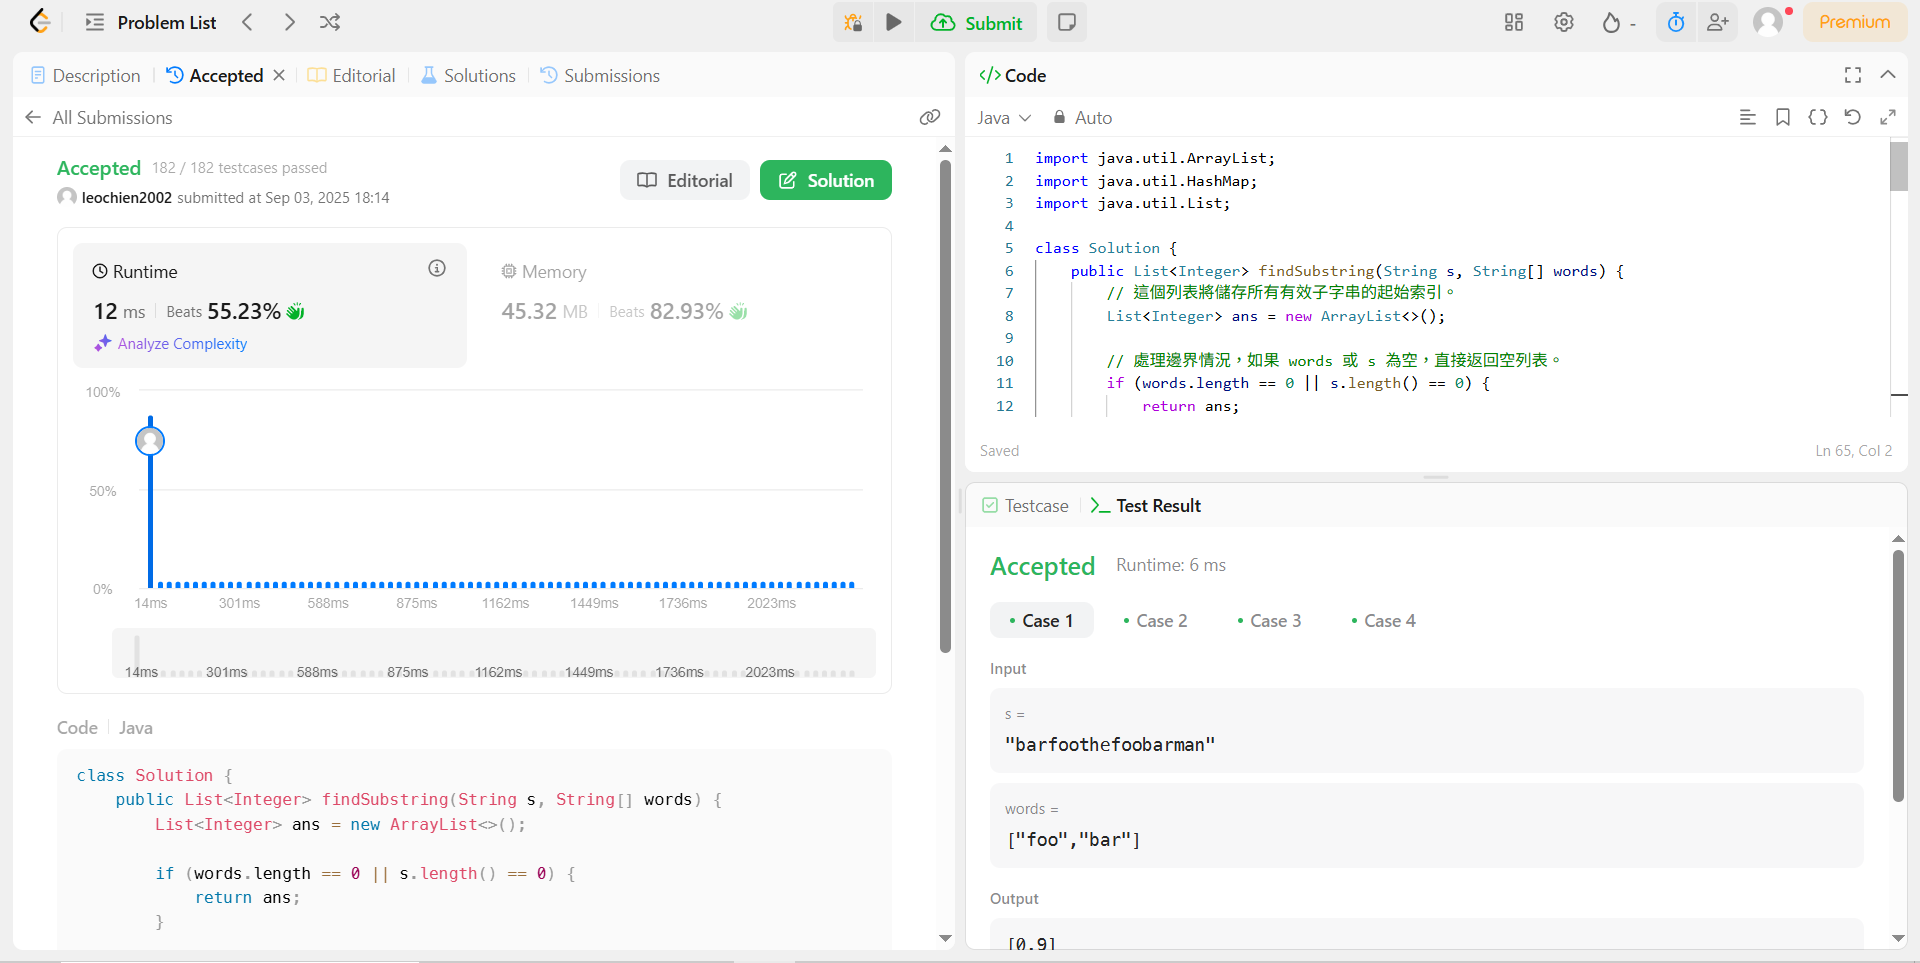 Problem List
Submit
-
Premium
Description
Accepted
Editorial
Solutions
Submissions
All Submissions
Accepted 182 / 182 testcases passed
leochien2002 submitted at Sep 03, 2025 18:14
Editorial
Solution
Runtime
12 ms Beats 55.23%
Analyze Complexity
Memory
45.32 MB Beats 82.93%
100%
50%
0%
14ms 301ms 588ms 875ms 1162ms 1449ms 1736ms 2023ms
14ms 301ms 588ms 875ms 1162ms 1449ms 1736ms 2023ms
Code Java
class Solution {
public List<Integer> findSubstring(String s, String[] words) {
List<Integer> ans = new ArrayList<>();
if (words.length == 0 || s.length() == 0) {
return ans;
}
</> Code
Java Auto
1 import java.util.ArrayList;
2 import java.util.HashMap;
3 import java.util.List;
4
5 class Solution {
6 public List<Integer> findSubstring(String s, String[] words) {
7 // 這個列表將儲存所有有效子字串的起始索引。
8 List<Integer> ans = new ArrayList<>();
9
10 // 處理邊界情況，如果 words 或 s 為空，直接返回空列表。
11 if (words.length == 0 || s.length() == 0) {
12 return ans;
Saved
Ln 65, Col 2
Testcase
Test Result
Accepted Runtime: 6 ms
Case 1 Case 2 Case 3 Case 4
Input
s =
"barfoothefoobarman"
words =
["foo","bar"]
Output
[0,9]